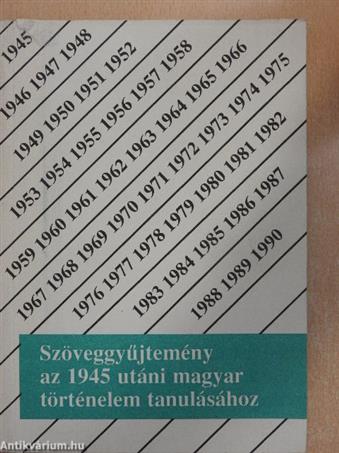 1945
1946 1947 1948
1949 1950 1951 1952
1953 1954 1955 1956 1957 1958
1959 1960 1961 1962 1963 1964 1965 1966
1967 1968 1969 1970 1971 1972 1973 1974 1975
1976 1977 1978 1979 1980 1981 1982
1983 1984 1985 1986 1987
1988 1989 1990
Szöveggyűjtemény
az 1945 utáni magyar
történelem tanulásához
Antikvárium.hu